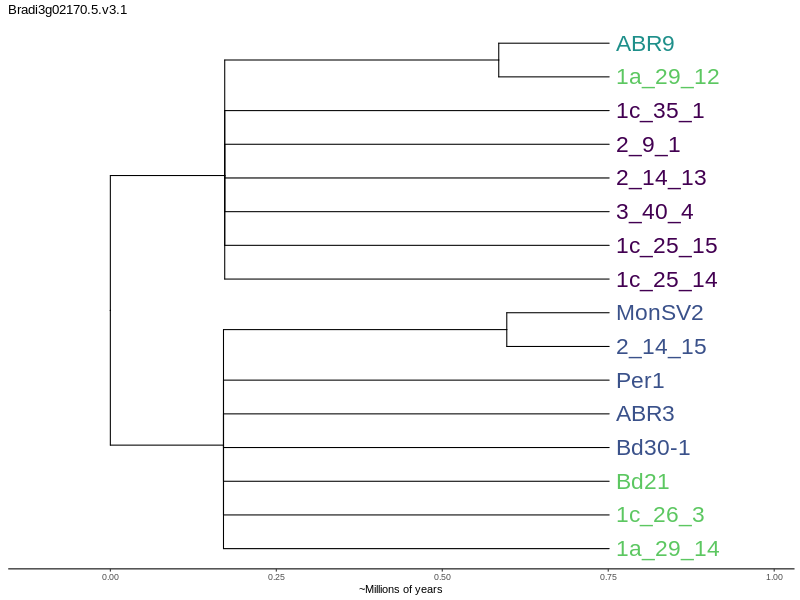 Bradi3g02170.5.v3.1
ABR9
1a_29_12
1c_35_1
2_9_1
2_14_13
3_40_4
1c_25_15
1c_25_14
MonSV2
2_14_15
Per1
ABR3
Bd30-1
Bd21
1c_26_3
1a_29_14
0.00 0.25 0.50 0.75 1.00
~Millions of years